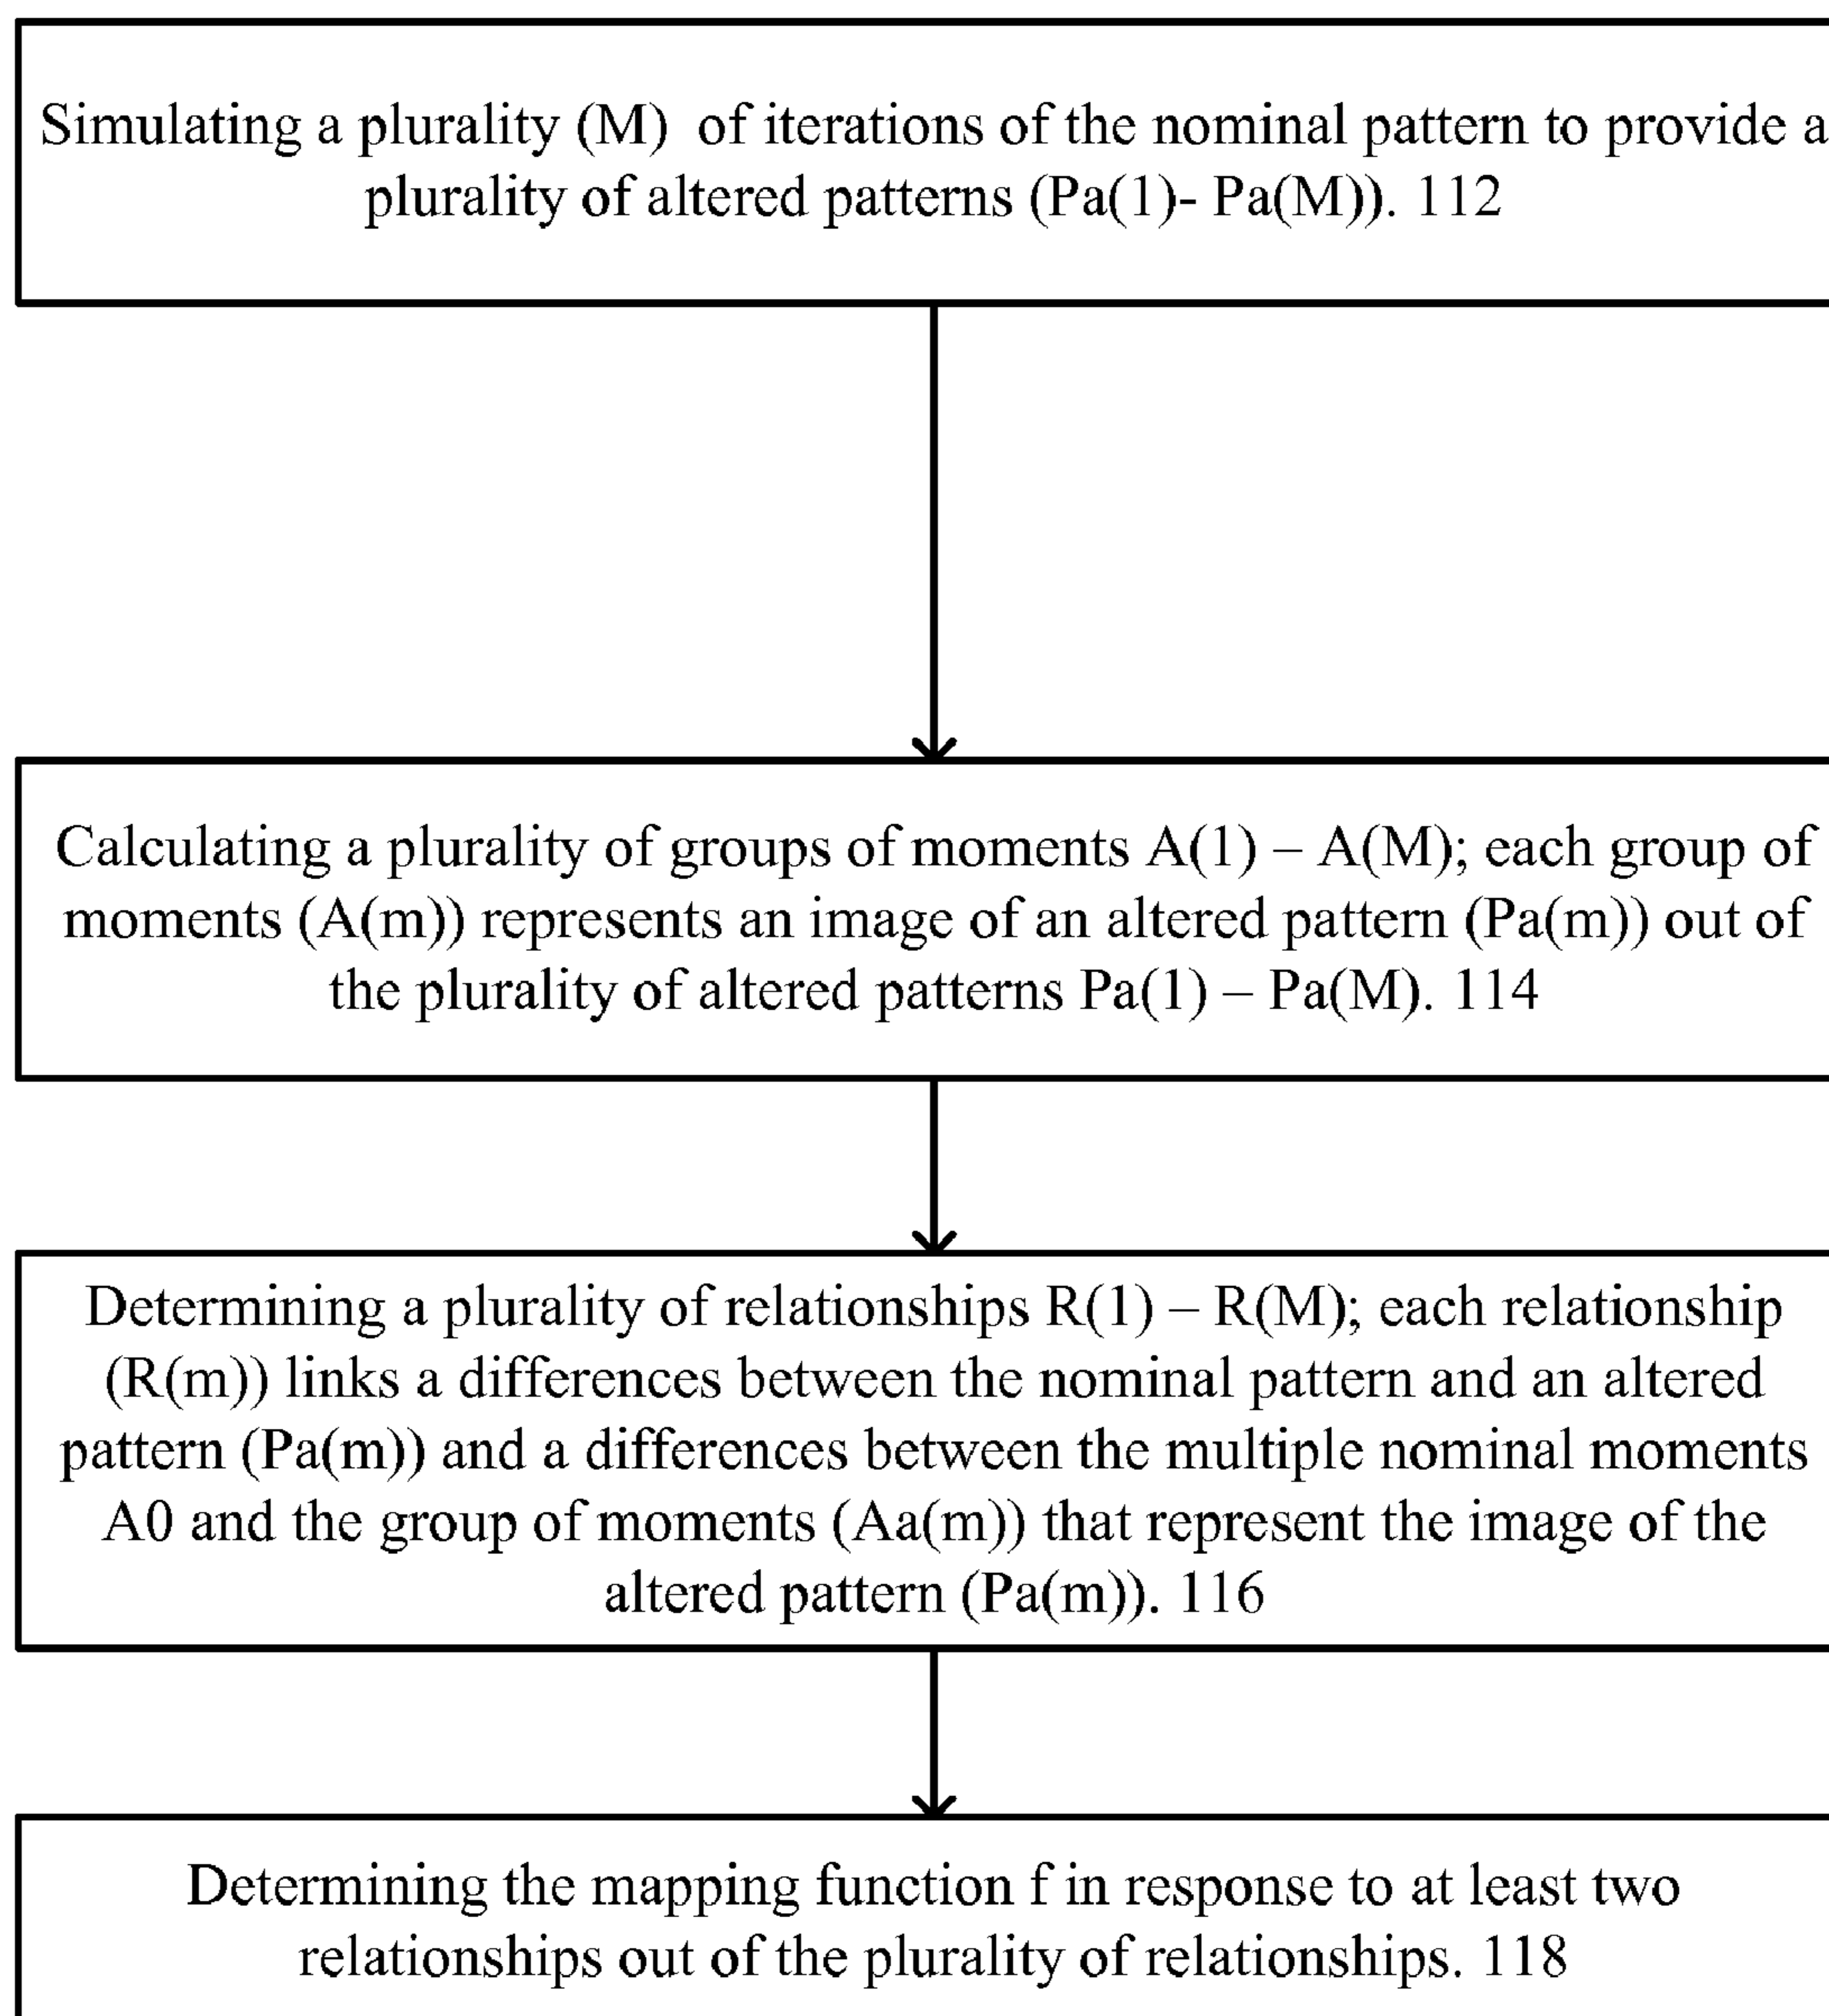 Simulating a plurality (M)  of iterations of the nominal pattern to provide a
plurality of altered patterns (Pa(1)- Pa(M)). 112
Calculating a plurality of groups of moments A(1) – A(M); each group of
moments (A(m)) represents an image of an altered pattern (Pa(m)) out of
the plurality of altered patterns Pa(1) – Pa(M). 114
Determining a plurality of relationships R(1) – R(M); each relationship
(R(m)) links a differences between the nominal pattern and an altered
pattern (Pa(m)) and a differences between the multiple nominal moments
A0 and the group of moments (Aa(m)) that represent the image of the
altered pattern (Pa(m)). 116
Determining the mapping function f in response to at least two
relationships out of the plurality of relationships. 118